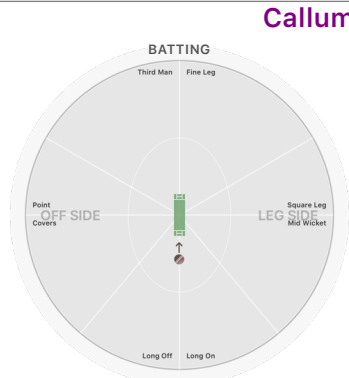 Callum
BATTING
Third Man Fine Leg
Point Square Leg
OFF SIDE LEG SIDE
Covers Mid Wicket
Long Off Long On